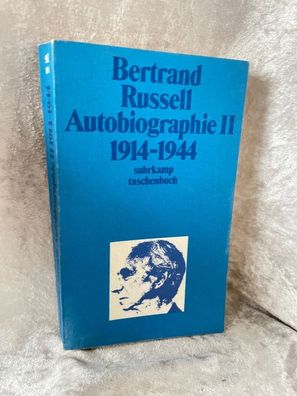 Bertrand
Russell
Autobiographie II
1914-1944
suhrkamp
taschenbuch